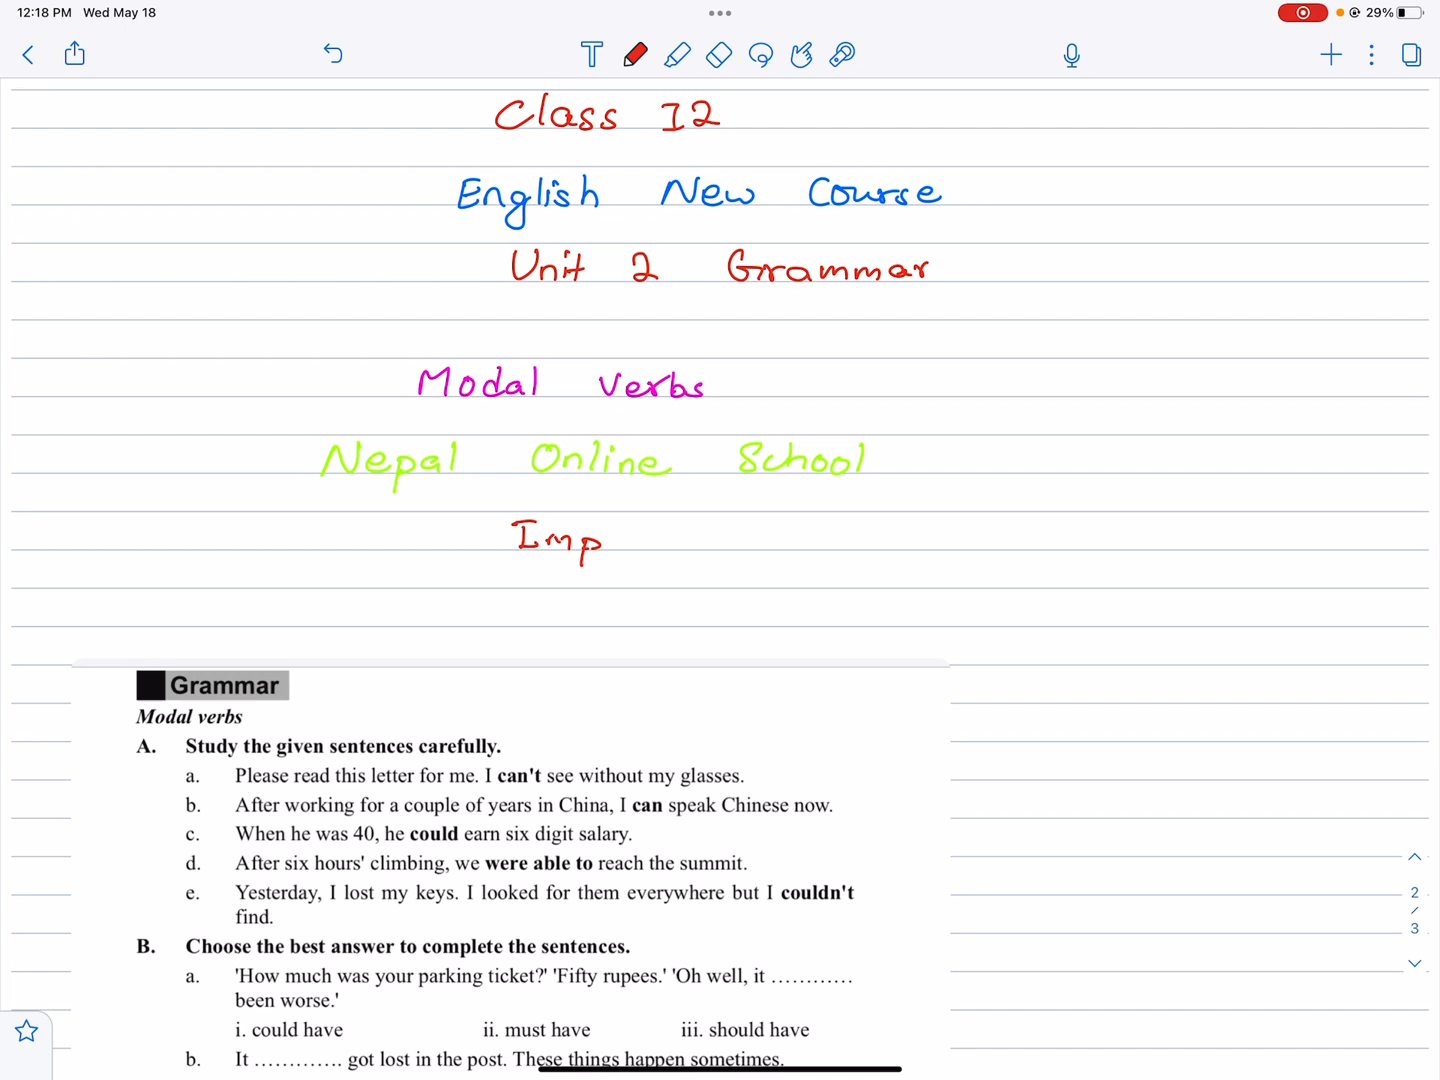 12:18 PM Wed May 18
29%
Class 12
English New Course
Unit 2 Grammar
Modal verbs
Nepal Online School
Imp
Grammar
Modal verbs
A. Study the given sentences carefully.
a. Please read this letter for me. I can't see without my glasses.
b. After working for a couple of years in China, I can speak Chinese now.
c. When he was 40, he could earn six digit salary.
d. After six hours' climbing, we were able to reach the summit.
e. Yesterday, I lost my keys. I looked for them everywhere but I couldn't
find.
B. Choose the best answer to complete the sentences.
a. 'How much was your parking ticket?' 'Fifty rupees.' 'Oh well, it …………
been worse.'
i. could have ii. must have iii. should have
b. It …………. got lost in the post. These things happen sometimes.
2
/
3